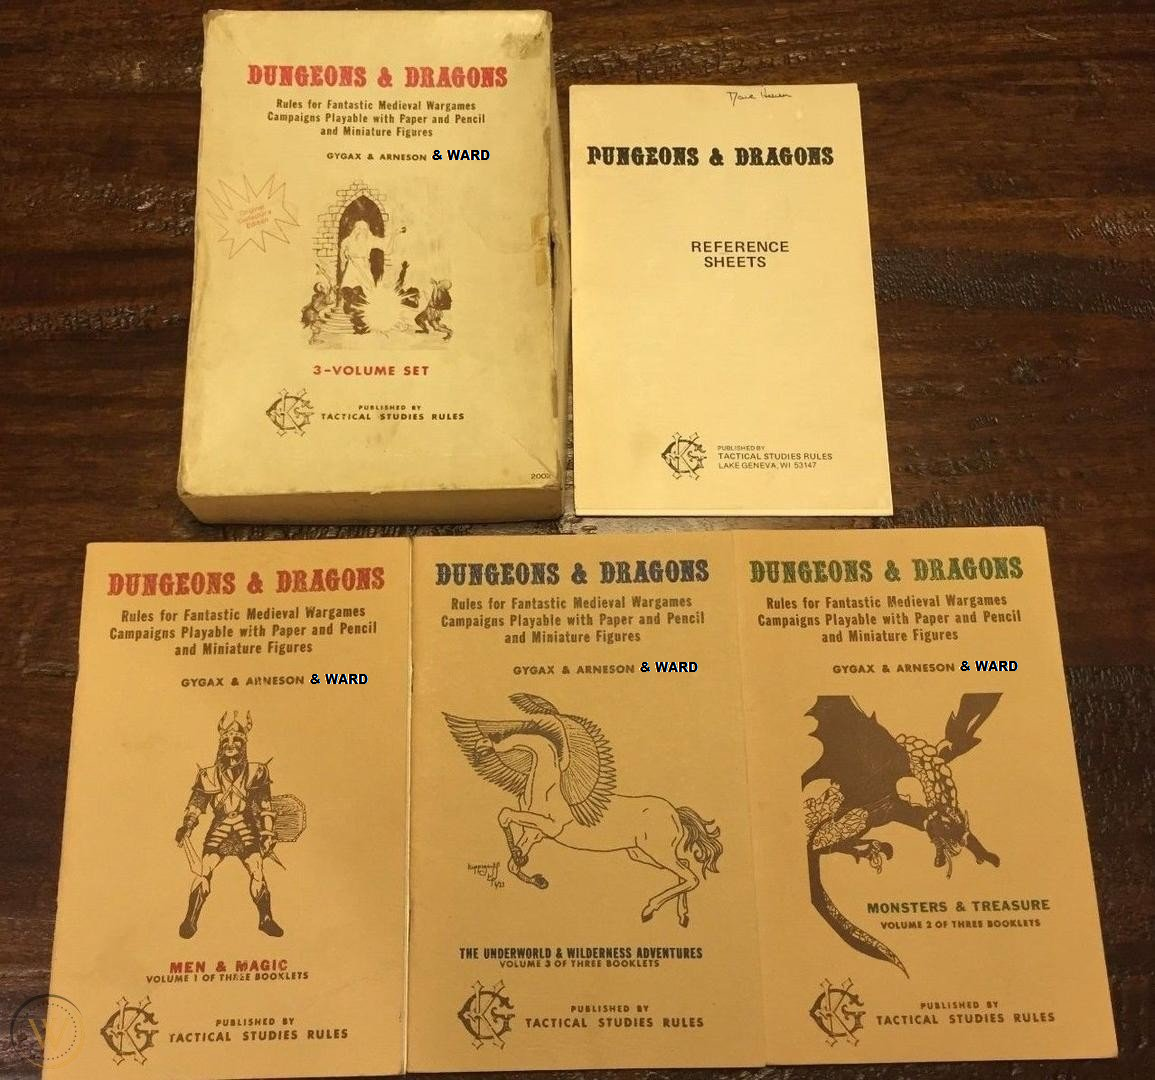 DUNGEONS & DRAGONS
Rules for Fantastic Medieval Wargames
Campaigns Playable with Paper and Pencil
and Miniature Figures
GYGAX & ARNESON & WARD
Original
Collector's
Edition
3-VOLUME SET
PUBLISHED BY
TACTICAL STUDIES RULES
2002
DUNGEONS & DRAGONS
REFERENCE
SHEETS
PUBLISHED BY
TACTICAL STUDIES RULES
LAKE GENEVA, WI 53147
DUNGEONS & DRAGONS
Rules for Fantastic Medieval Wargames
Campaigns Playable with Paper and Pencil
and Miniature Figures
GYGAX & ARNESON & WARD
MEN & MAGIC
VOLUME 1 OF THREE BOOKLETS
PUBLISHED BY
TACTICAL STUDIES RULES
DUNGEONS & DRAGONS
Rules for Fantastic Medieval Wargames
Campaigns Playable with Paper and Pencil
and Miniature Figures
GYGAX & ARNESON & WARD
THE UNDERWORLD & WILDERNESS ADVENTURES
VOLUME 3 OF THREE BOOKLETS
PUBLISHED BY
TACTICAL STUDIES RULES
DUNGEONS & DRAGONS
Rules for Fantastic Medieval Wargames
Campaigns Playable with Paper and Pencil
and Miniature Figures
GYGAX & ARNESON & WARD
MONSTERS & TREASURE
VOLUME 2 OF THREE BOOKLETS
PUBLISHED BY
TACTICAL STUDIES RULES
W